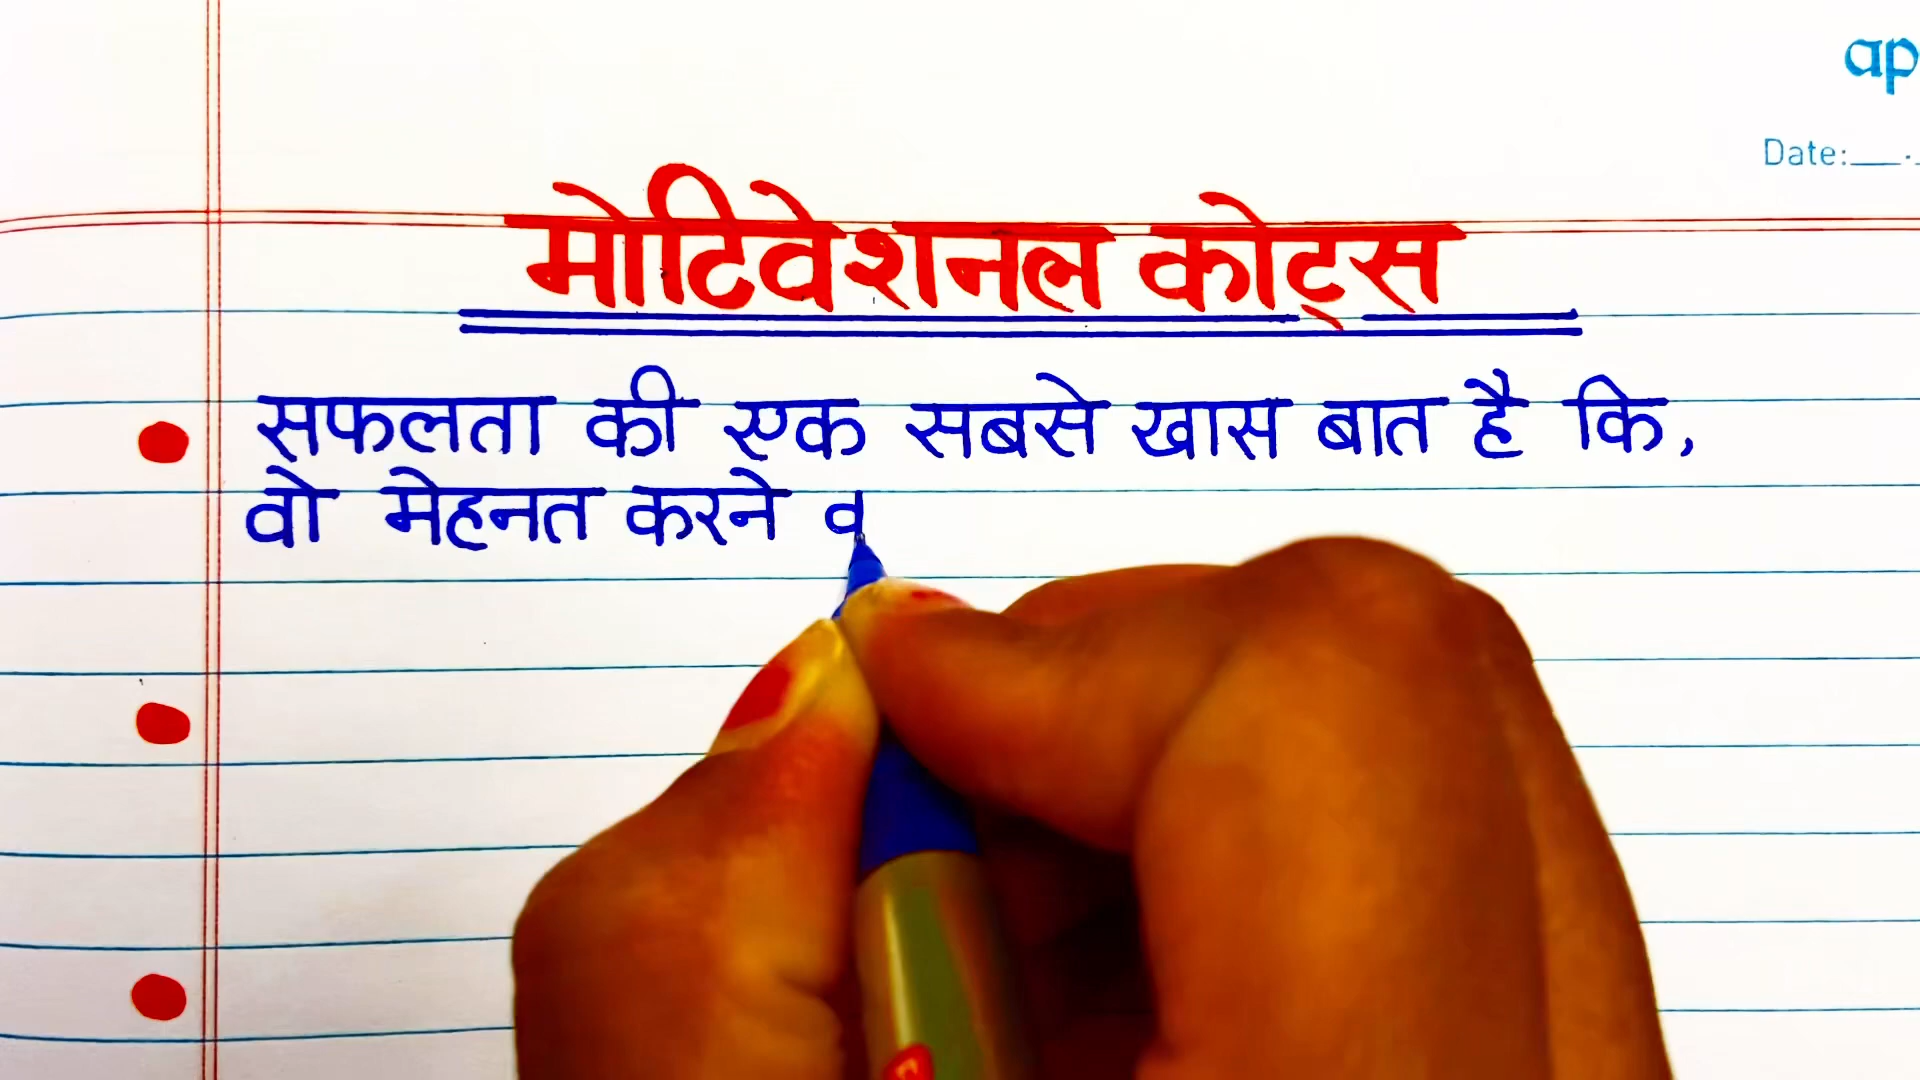 ap
Date:
मोटिवेशनल कोट्स
सफलता की एक सबसे खास बात है कि,
वो मेहनत करने व